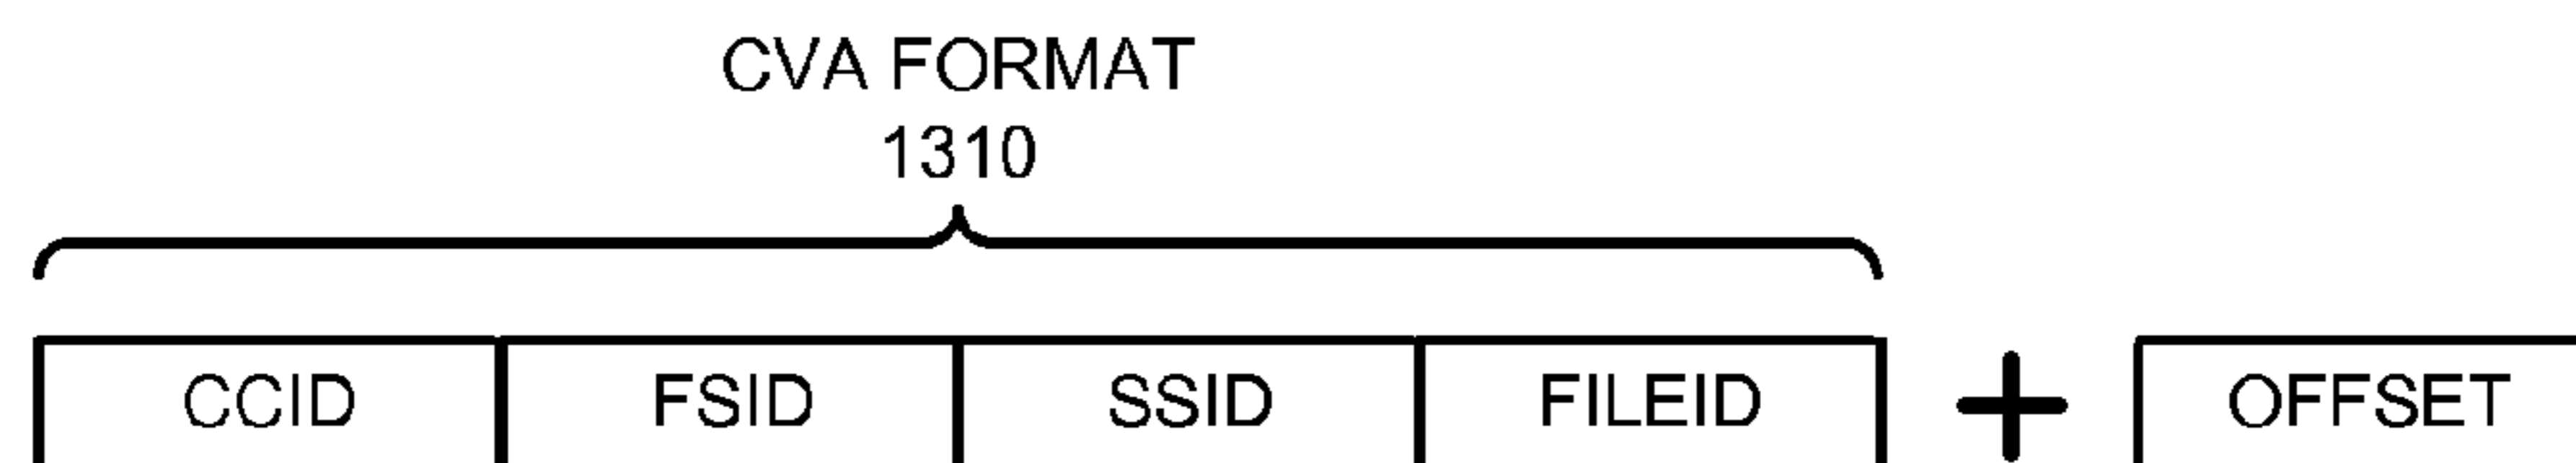 CVA FORMAT
1310
CCID FSID SSID FILEID + OFFSET